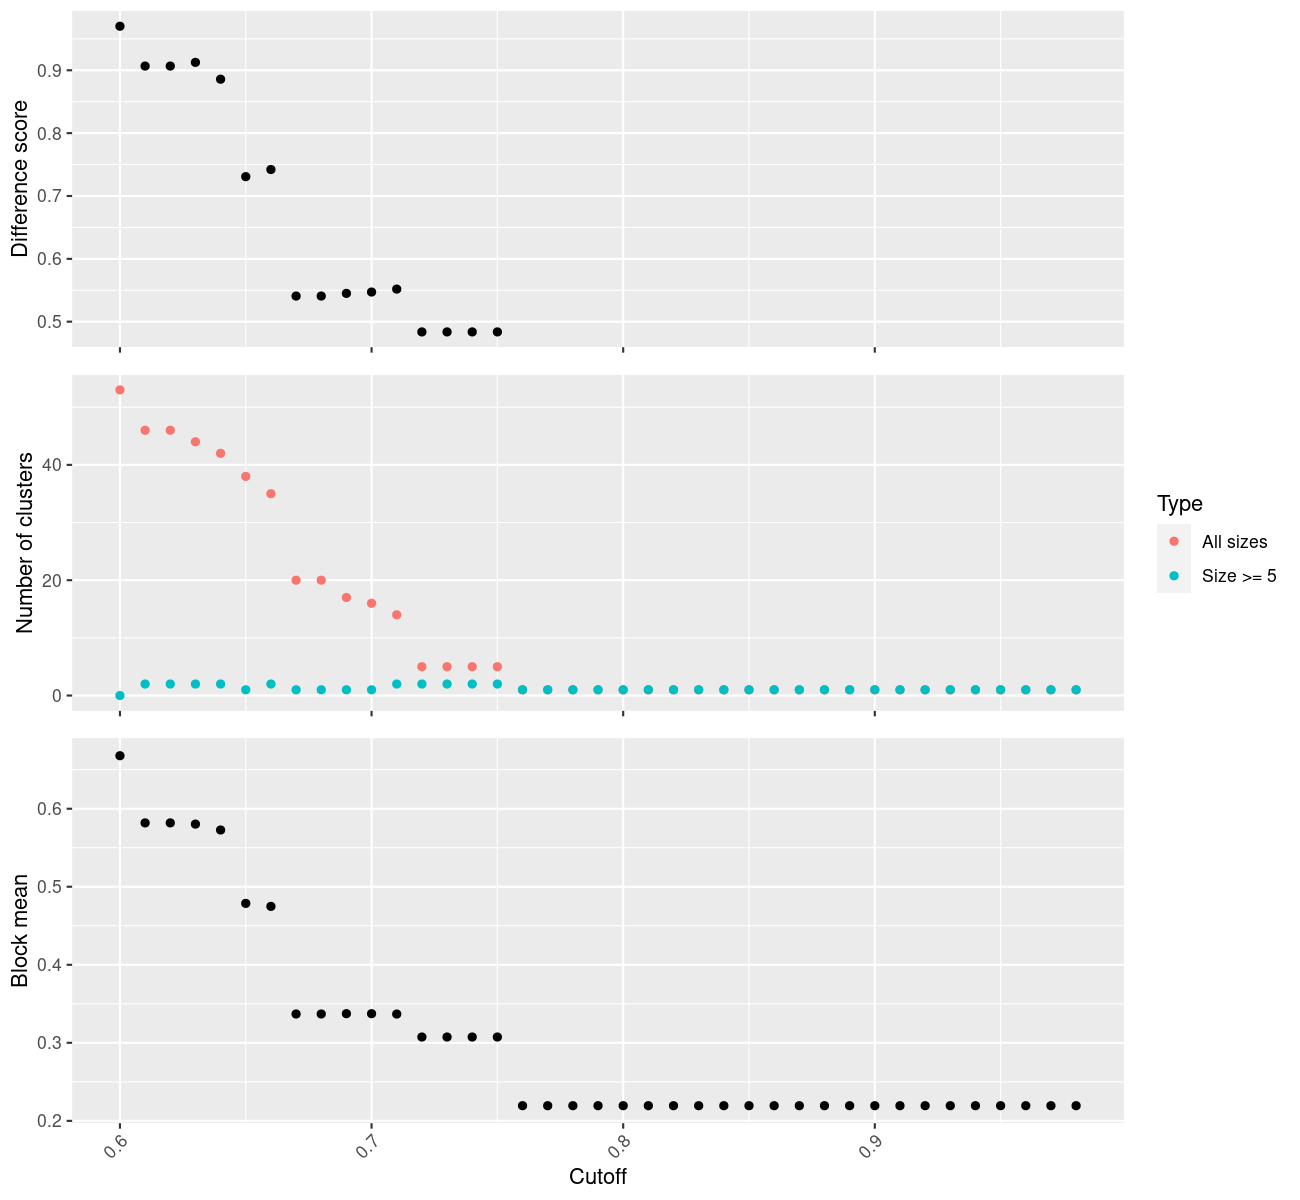 Difference score
0.9
0.8
0.7
0.6
0.5
Number of clusters
40
20
0
Type
All sizes
Size >= 5
Block mean
0.6
0.5
0.4
0.3
0.2
0.6 0.7 0.8 0.9
Cutoff